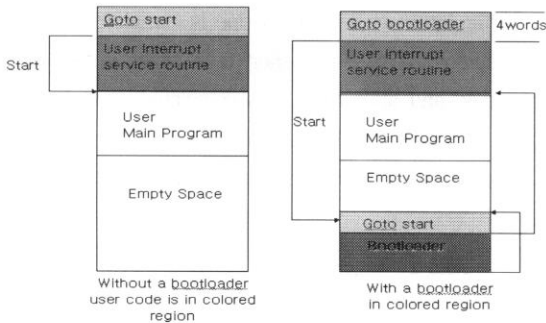 Goto start
User Interrupt
service routine
Start
User
Main Program
Empty Space
Without a bootloader
user code is in colored
region
Goto bootloader
4words
User Interrupt
service routine
Start
User
Main Program
Empty Space
Goto start
Bootloader
With a bootloader
in colored region